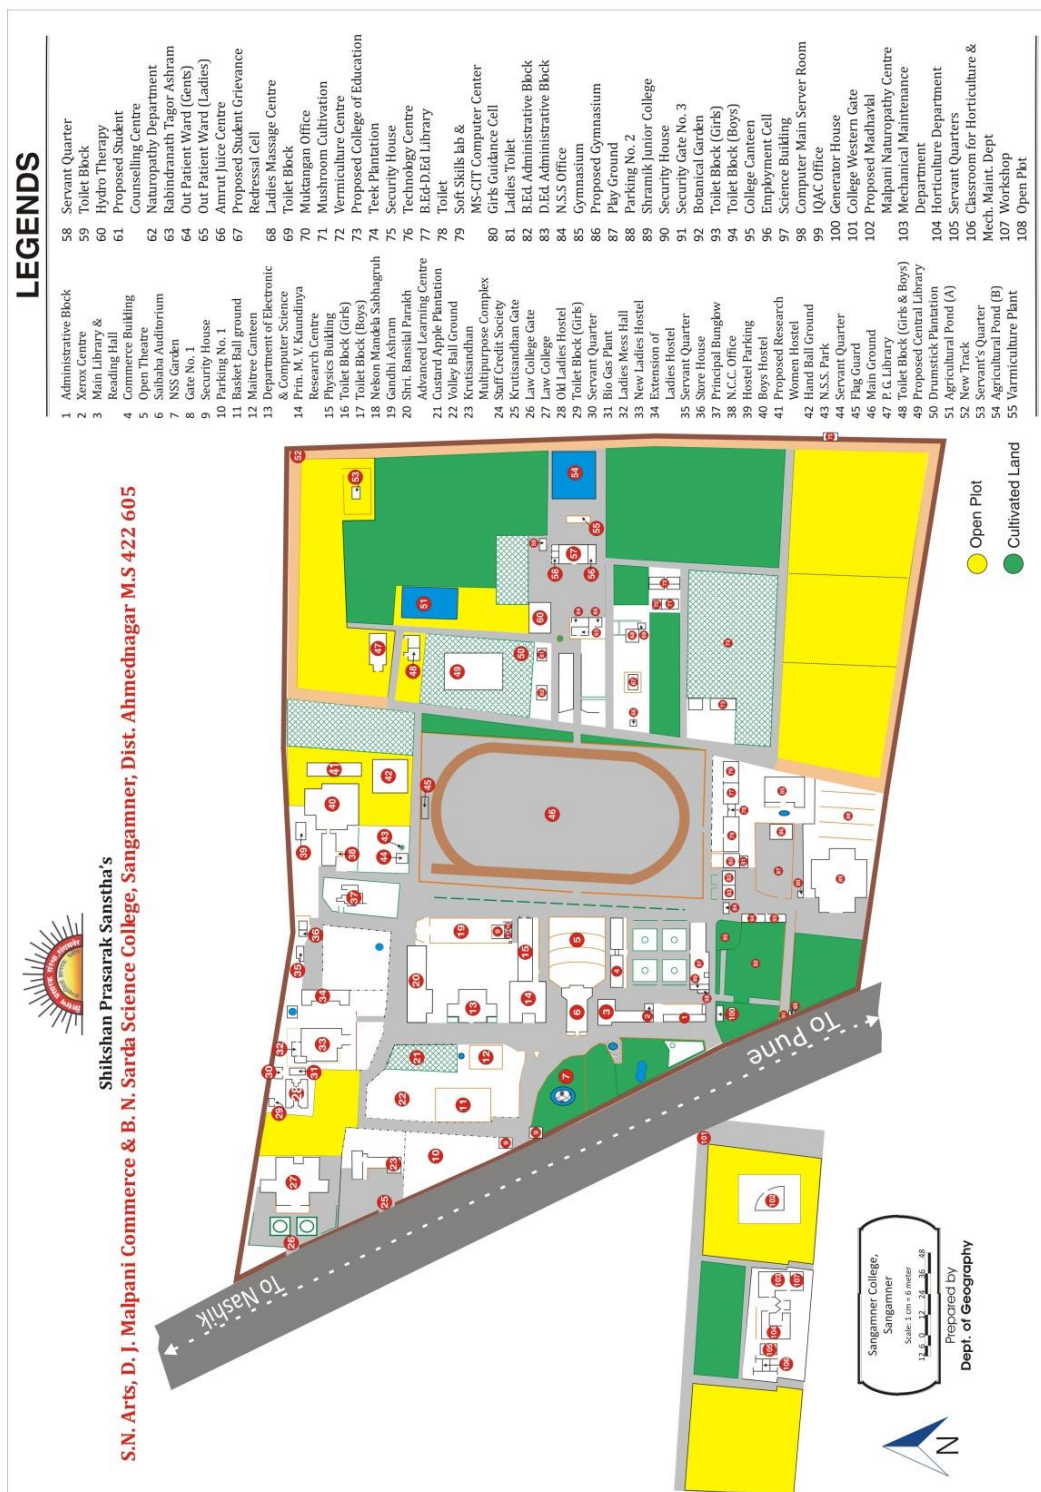 LEGENDS
1 Administrative Block
2 Xerox Centre
3 Main Library &
Reading Hall
4 Commerce Building
5 Open Theatre
6 Saibaba Auditorium
7 NSS Garden
8 Gate No. 1
9 Security House
10 Parking No. 1
11 Basket Ball ground
12 Maitree Canteen
13 Department of Electronic
& Computer Science
14 Prin. M. V. Kaundinya
Research Centre
15 Physics Building
16 Toilet Block (Girls)
17 Toilet Block (Boys)
18 Nelson Mandela Sabhagruh
19 Gandhi Ashram
20 Shri. Bansilal Parakh
Advanced Learning Centre
21 Custard Apple Plantation
22 Volley Ball Ground
23 Krutisandhan
Multipurpose Complex
24 Staff Credit Society
25 Krutisandhan Gate
26 Law College Gate
27 Law College
28 Old Ladies Hostel
29 Toilet Block (Girls)
30 Servant Quarter
31 Bio Gas Plant
32 Ladies Mess Hall
33 New Ladies Hostel
34 Extension of
Ladies Hostel
35 Servant Quarter
36 Store House
37 Principal Bunglow
38 N.C.C. Office
39 Hostel Parking
40 Boys Hostel
41 Proposed Research
Women Hostel
42 Hand Ball Ground
43 N.S.S. Park
44 Servant Quarter
45 Flag Guard
46 Main Ground
47 P. G. Library
48 Toilet Block (Girls & Boys)
49 Proposed Central Library
50 Drumstick Plantation
51 Agricultural Pond (A)
52 New Track
53 Servant's Quarter
54 Agricultural Pond (B)
55 Varmiculture Plant
58 Servant Quarter
59 Toilet Block
60 Hydro Therapy
61 Proposed Student
Counselling Centre
62 Naturopathy Department
63 Rabindranath Tagor Ashram
64 Out Patient Ward (Gents)
65 Out Patient Ward (Ladies)
66 Amrut Juice Centre
67 Proposed Student Grievance
Redressal Cell
68 Ladies Massage Centre
69 Toilet Block
70 Muktangan Office
71 Mushroom Cultivation
72 Vermiculture Centre
73 Proposed College of Education
74 Teek Plantation
75 Security House
76 Technology Centre
77 B.Ed-D.Ed Library
78 Toilet
79 Soft Skills lab &
MS-CIT Computer Center
80 Girls Guidance Cell
81 Ladies Toilet
82 B.Ed. Administrative Block
83 D.Eed. Administrative Block
84 N.S.S Office
85 Gymnasium
86 Proposed Gymnasium
87 Play Ground
88 Parking No. 2
89 Shramik Junior College
90 Security House
91 Security Gate No. 3
92 Botanical Garden
93 Toilet Block (Girls)
94 Toilet Block (Boys)
95 College Canteen
96 Employment Cell
97 Science Building
98 Computer Main Server Room
99 IQAC Office
100 Generator House
101 College Western Gate
102 Proposed Madhavlal
Malpani Naturopathy Centre
103 Mechanical Maintenance
Department
104 Horticulture Department
105 Servant Quarters
106 Classroom for Horticulture &
Mech. Maint. Dept
107 Workshop
108 Open Plot
Shikshan Prasarak Sanstha's
S.N. Arts, D. J. Malpani Commerce & B. N. Sarda Science College, Sangamner, Dist. Ahmednagar M.S 422 605
To Nashik
To Pune
Open Plot
Cultivated Land
Sangamner College,
Sangamner
Scale: 1 cm = 6 meter
12 6 0 12 24 36 48
Prepared by
Dept. of Geography
N